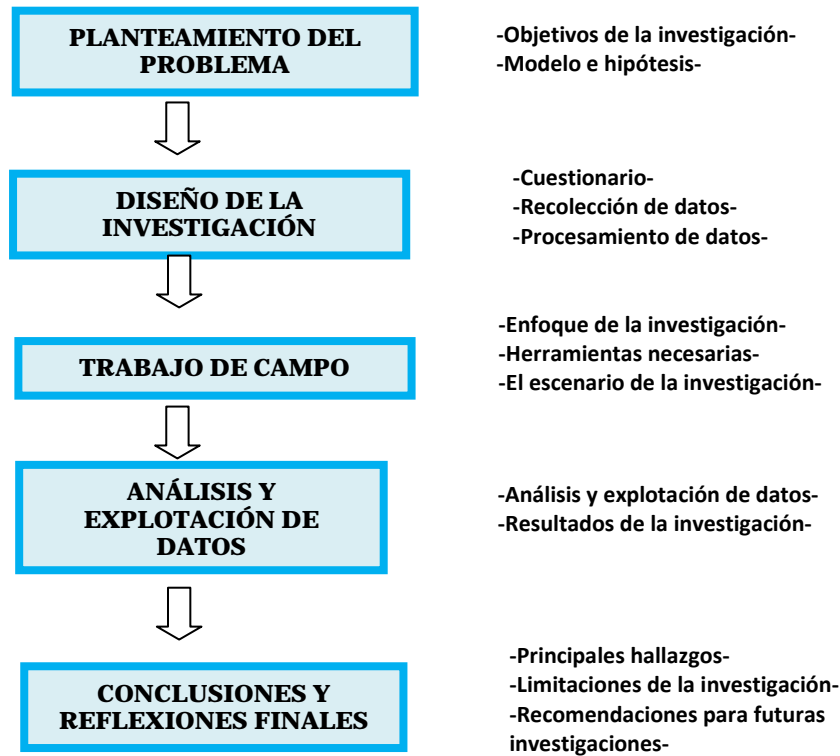 PLANTEAMIENTO DEL
PROBLEMA
-Objetivos de la investigación-
-Modelo e hipótesis-
DISEÑO DE LA
INVESTIGACIÓN
-Cuestionario-
-Recolección de datos-
-Procesamiento de datos-
TRABAJO DE CAMPO
-Enfoque de la investigación-
-Herramientas necesarias-
-El escenario de la investigación-
ANÁLISIS Y
EXPLOTACIÓN DE
DATOS
-Análisis y explotación de datos-
-Resultados de la investigación-
CONCLUSIONES Y
REFLEXIONES FINALES
-Principales hallazgos-
-Limitaciones de la investigación-
-Recomendaciones para futuras
investigaciones-